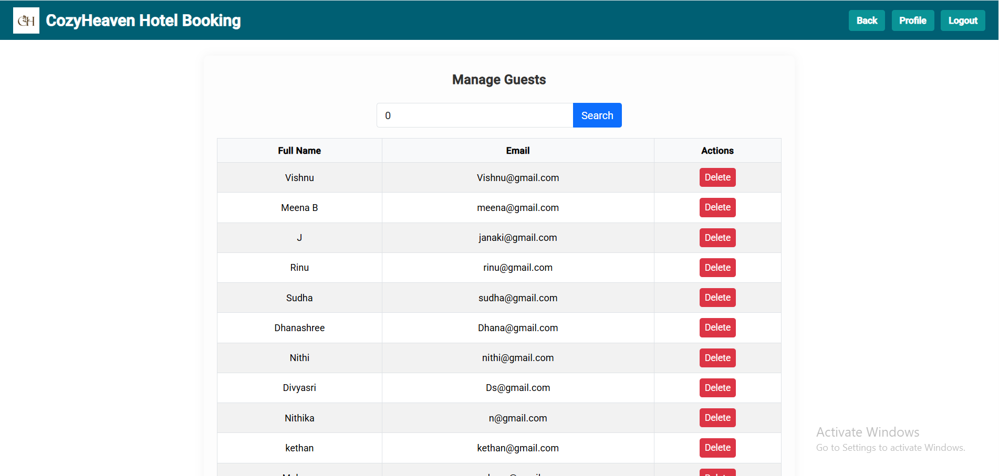 CH CozyHeaven Hotel Booking Back Profile Logout
Manage Guests
0 Search
Full Name Email Actions
Vishnu Vishnu@gmail.com Delete
Meena B meena@gmail.com Delete
J janaki@gmail.com Delete
Rinu rinu@gmail.com Delete
Sudha sudha@gmail.com Delete
Dhanashree Dhana@gmail.com Delete
Nithi nithi@gmail.com Delete
Divyasri Ds@gmail.com Delete
Nithika n@gmail.com Delete
kethan kethan@gmail.com Delete
Delete
Activate Windows
Go to Settings to activate Windows.